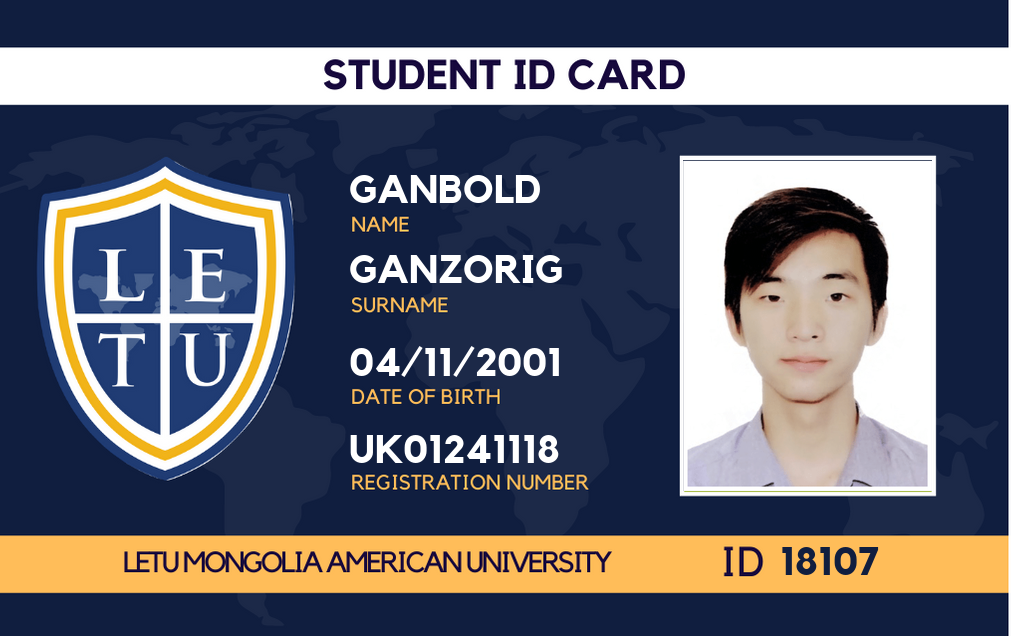 STUDENT ID CARD
L E
T U
GANBOLD
NAME
GANZORIG
SURNAME
04/11/2001
DATE OF BIRTH
UK01241118
REGISTRATION NUMBER
LETU MONGOLIA AMERICAN UNIVERSITY
ID 18107